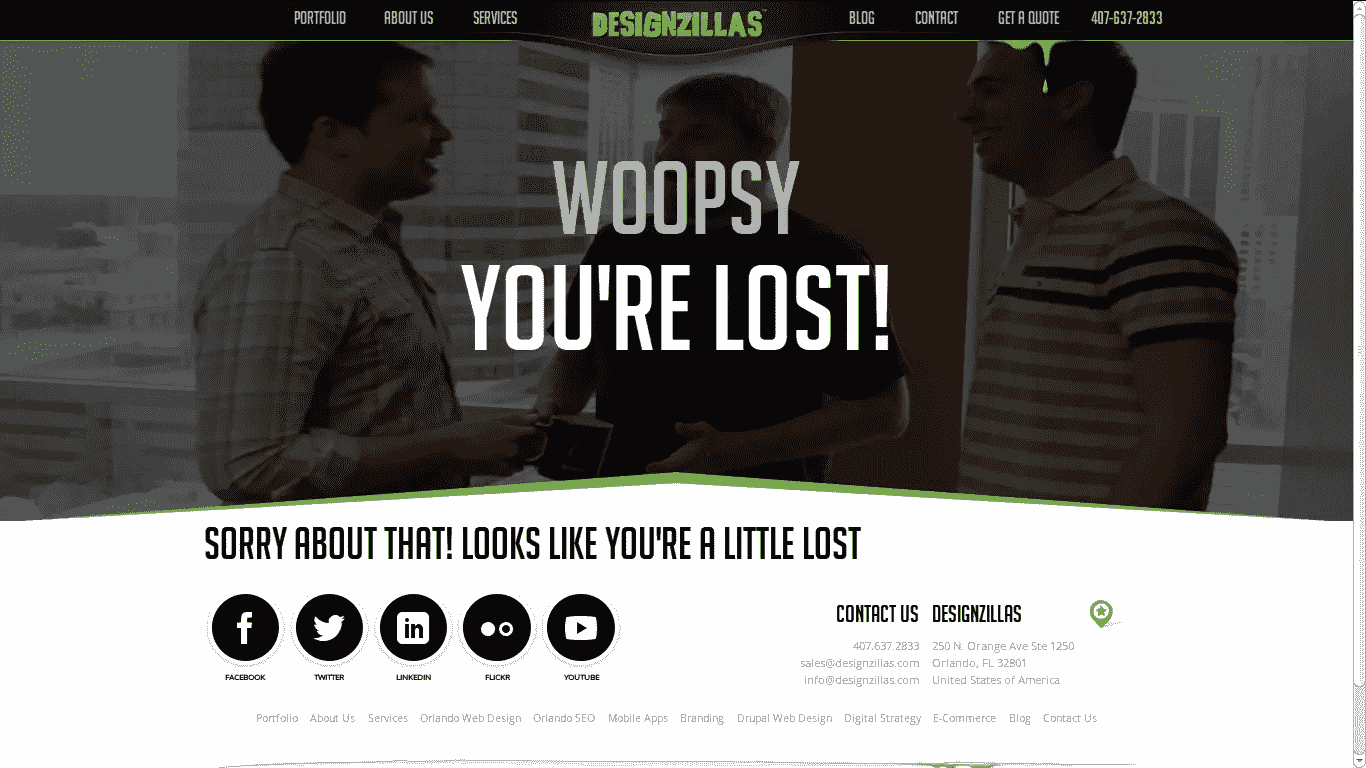 PORTFOLIO ABOUT US SERVICES DESIGNZILLAS BLOG CONTACT GET A QUOTE 407-637-2833
WOOPSY
YOU'RE LOST!
SORRY ABOUT THAT! LOOKS LIKE YOU'RE A LITTLE LOST
FACEBOOK TWITTER LINKEDIN FLICKR YOUTUBE
CONTACT US DESIGNZILLAS
407.637.2833 250 N. Orange Ave Ste 1250
sales@designzillas.com Orlando, FL 32801
info@designzillas.com United States of America
Portfolio About Us Services Orlando Web Design Orlando SEO Mobile Apps Branding Drupal Web Design Digital Strategy E-Commerce Blog Contact Us